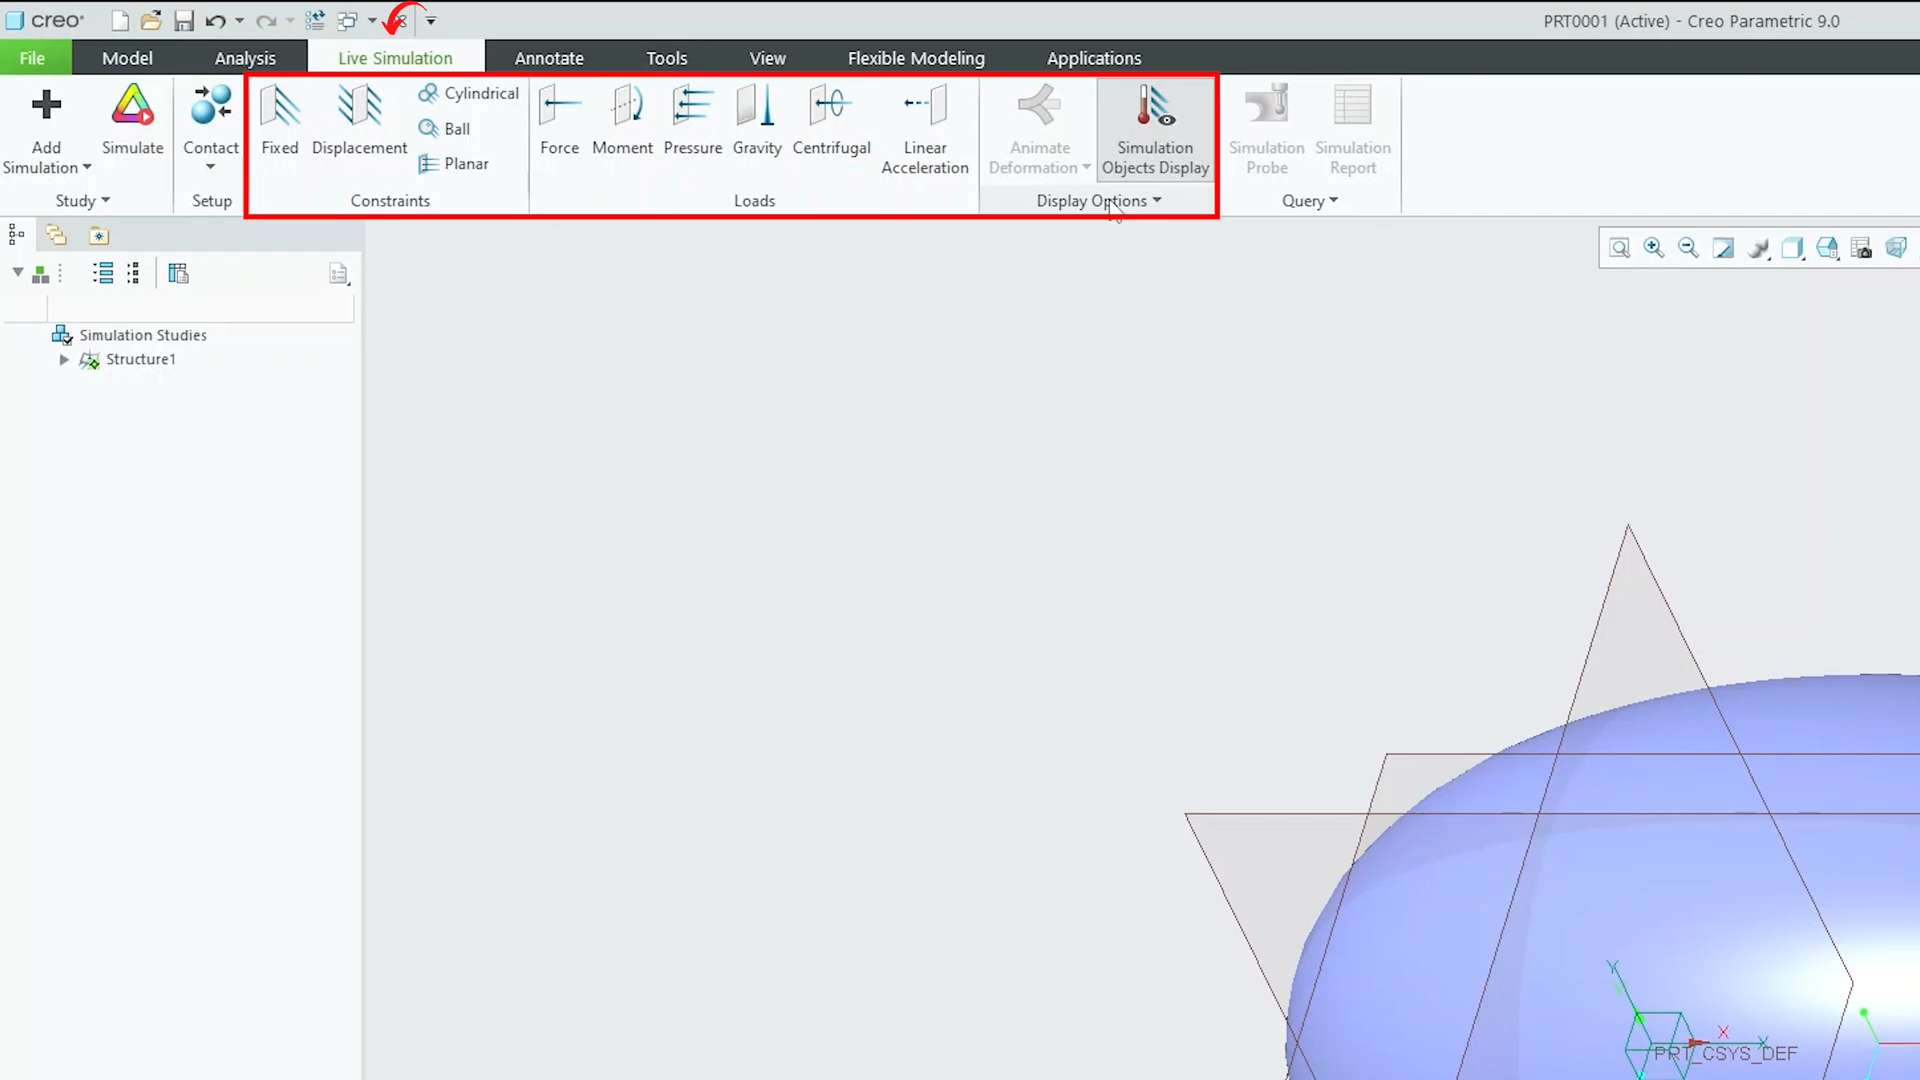 creo
PRT0001 (Active) - Creo Parametric 9.0
File
Model
Analysis
Live Simulation
Annotate
Tools
View
Flexible Modeling
Applications
Add
Simulation
Simulate
Contact
Fixed
Displacement
Cylindrical
Ball
Planar
Force
Moment
Pressure
Gravity
Centrifugal
Linear
Acceleration
Animate
Deformation
Simulation
Objects Display
Simulation
Probe
Simulation
Report
Study
Setup
Constraints
Loads
Display Options
Query
Simulation Studies
Structure1
Y
X
X
PRT_CSYS_DEF